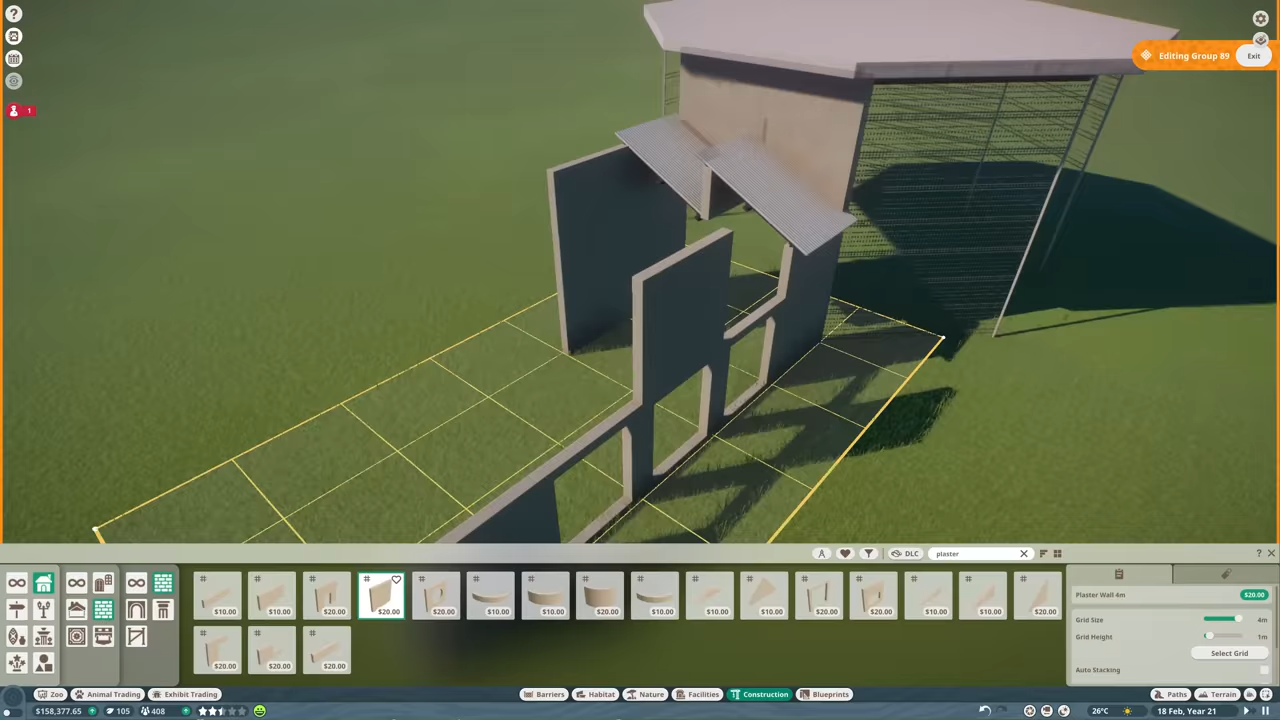 ?
Editing Group 89
Exit
1
DLC
plaster
?
$10.00
$10.00
$20.00
$20.00
$20.00
$10.00
$10.00
$20.00
$10.00
$10.00
$10.00
$20.00
$20.00
$10.00
$10.00
$20.00
$20.00
$20.00
$20.00
Plaster Wall 4m
$20.00
Grid Size
4m
Grid Height
1m
Select Grid
Auto Stacking
Zoo
Animal Trading
Exhibit Trading
Barriers
Habitat
Nature
Facilities
Construction
Blueprints
Paths
Terrain
$158,377.65
105
408
26°C
18 Feb, Year 21